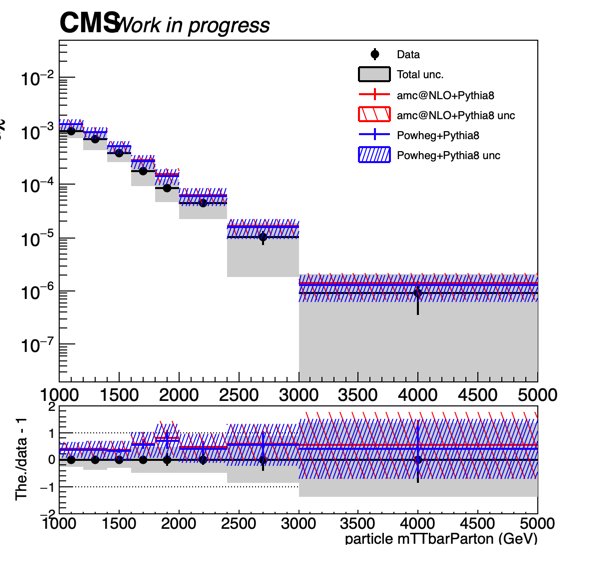 CMS Work in progress
Data
Total unc.
amc@NLO+Pythia8
amc@NLO+Pythia8 unc
Powheg+Pythia8
Powheg+Pythia8 unc
10⁻²
10⁻³
10⁻⁴
10⁻⁵
10⁻⁶
10⁻⁷
1000 1500 2000 2500 3000 3500 4000 4500 5000
The./data - 1
2
1
0
−1
−2
1000 1500 2000 2500 3000 3500 4000 4500 5000
particle mTTbarParton (GeV)